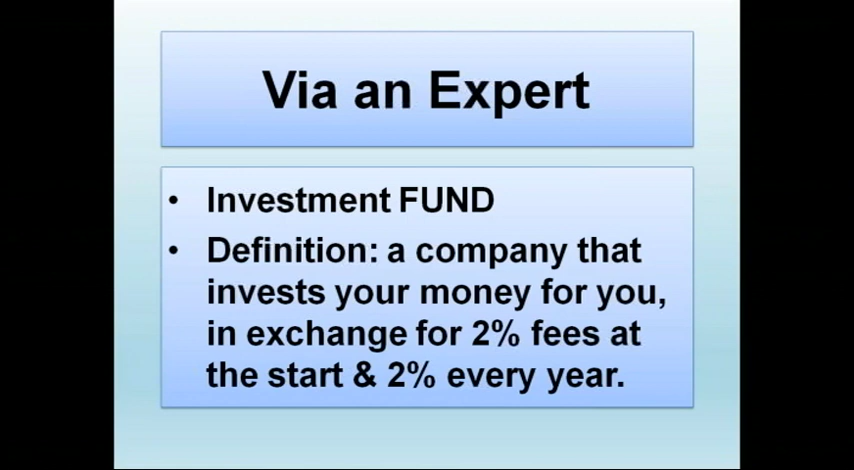 Via an Expert
• Investment FUND
• Definition: a company that
invests your money for you,
in exchange for 2% fees at
the start & 2% every year.